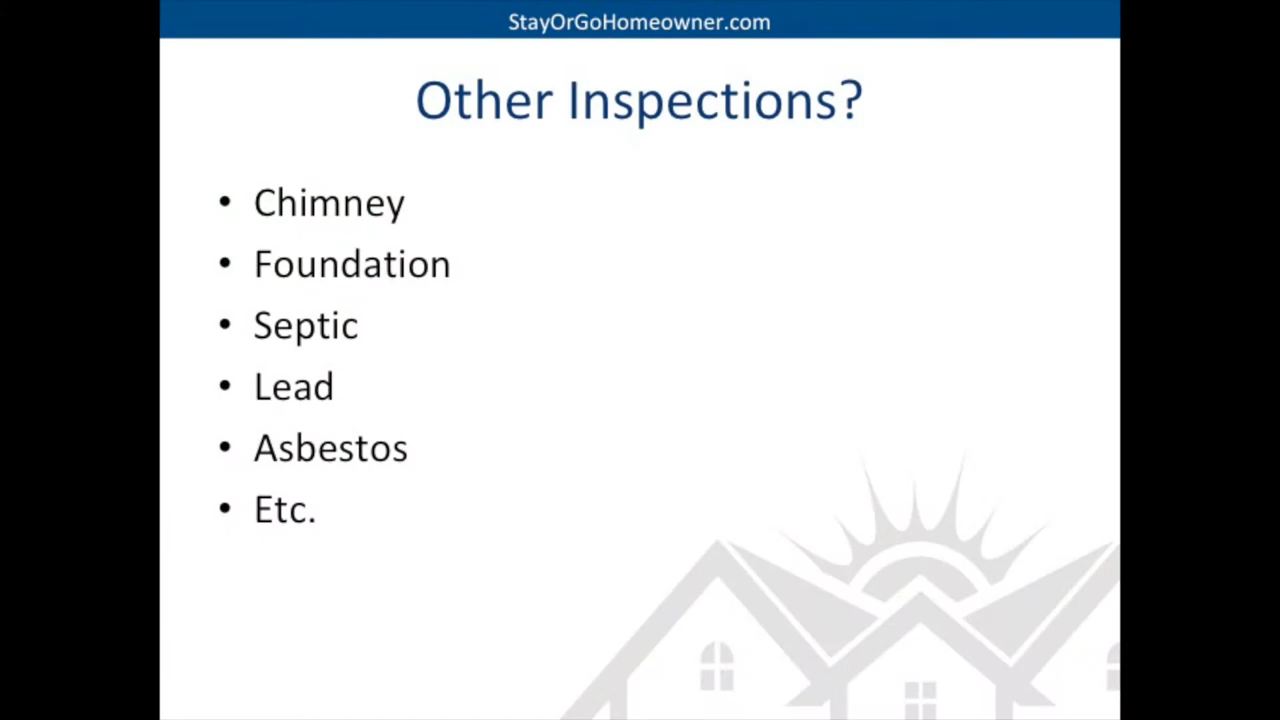 StayOrGoHomeowner.com
Other Inspections?
• Chimney
• Foundation
• Septic
• Lead
• Asbestos
• Etc.